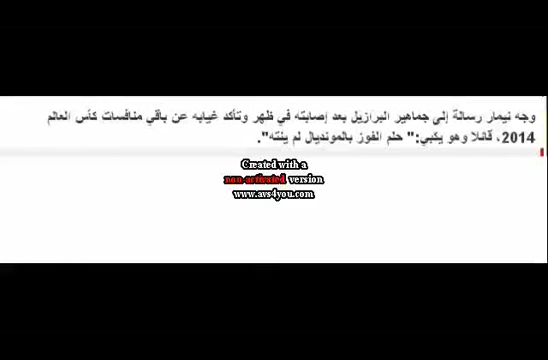 وجه نيمار رسالة إلى جماهير البرازيل بعد إصابته في ظهر وتأكد غيابه عن باقي منافسات كأس العالم
2014، قائلا وهو يكبي:" حلم الفوز بالمونديال لم ينته".
Created with a
non-activated version
www.avs4you.com